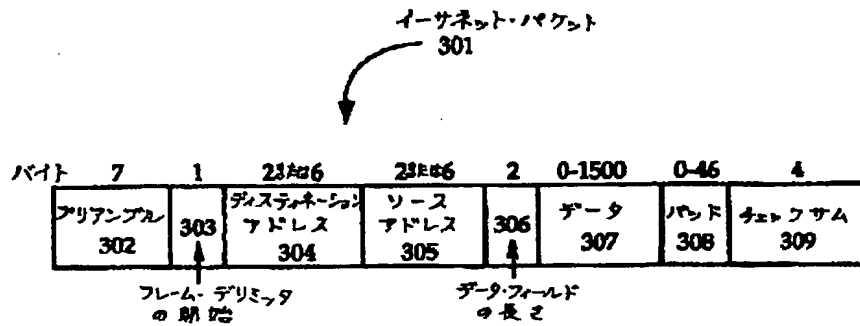 イーサネット・パケット
301
バイト 7 1 2または6 2または6 2 0-1500 0-46 4
プリアンブル 302
303
ディスティネーション アドレス 304
ソース アドレス 305
306
データ 307
パッド 308
チェックサム 309
フレーム・デリミッタ の開始
データ・フィールド の長さ